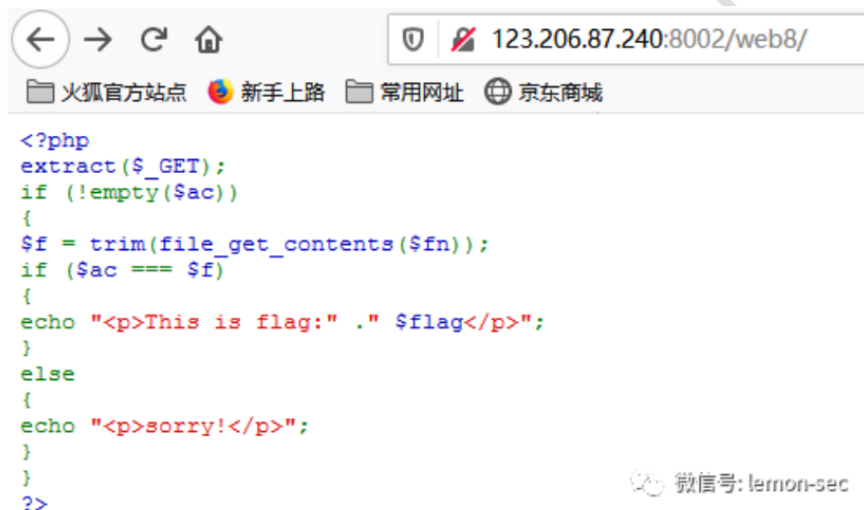 123.206.87.240:8002/web8/
火狐官方站点 新手上路 常用网址 京东商城
<?php
extract($_GET);
if (!empty($ac))
{
$f = trim(file_get_contents($fn));
if ($ac === $f)
{
echo "<p>This is flag:" ." $flag</p>";
}
else
{
echo "<p>sorry!</p>";
}
}
?>
微信号: lemon-sec